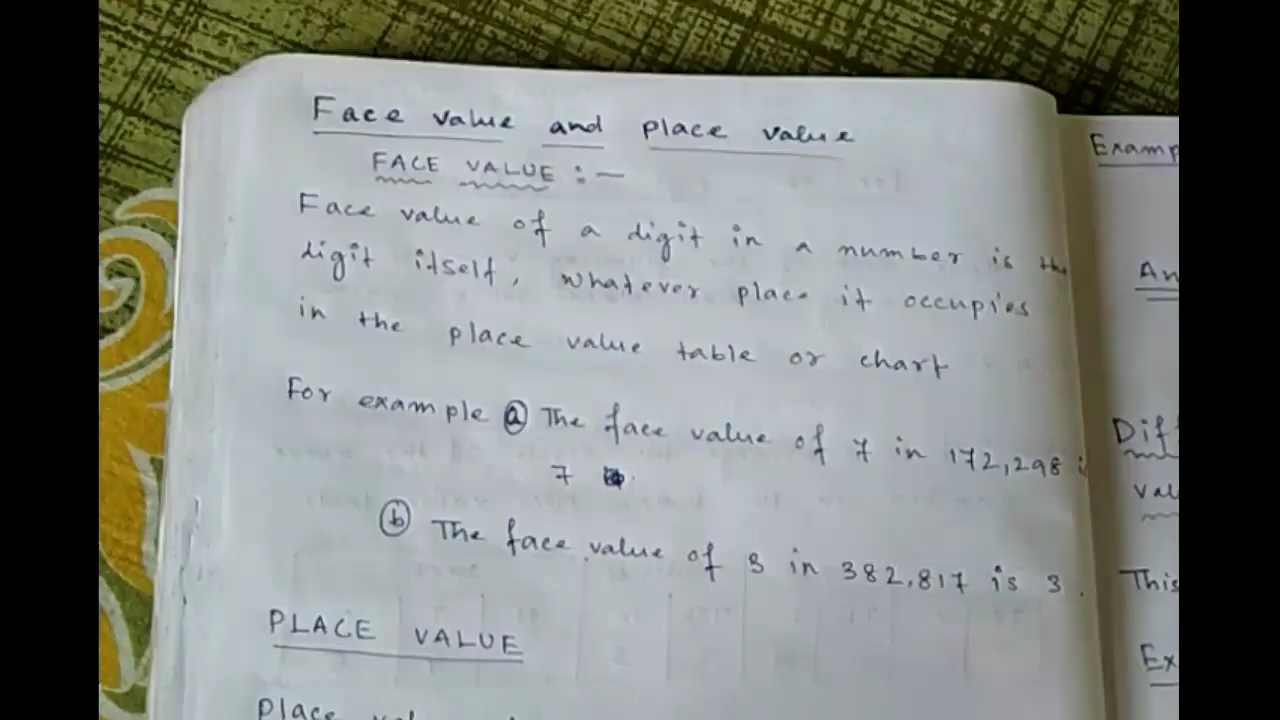 Face value and place value
FACE VALUE :—
Face value of a digit in a number is the
digit itself, whatever place it occupies
in the place value table or chart
For example ⓐ The face value of 7 in 172,298 i
7
ⓑ The face value of 3 in 382,817 is 3.
PLACE VALUE
Place
Examp
An
Diff
Val
This
Ex